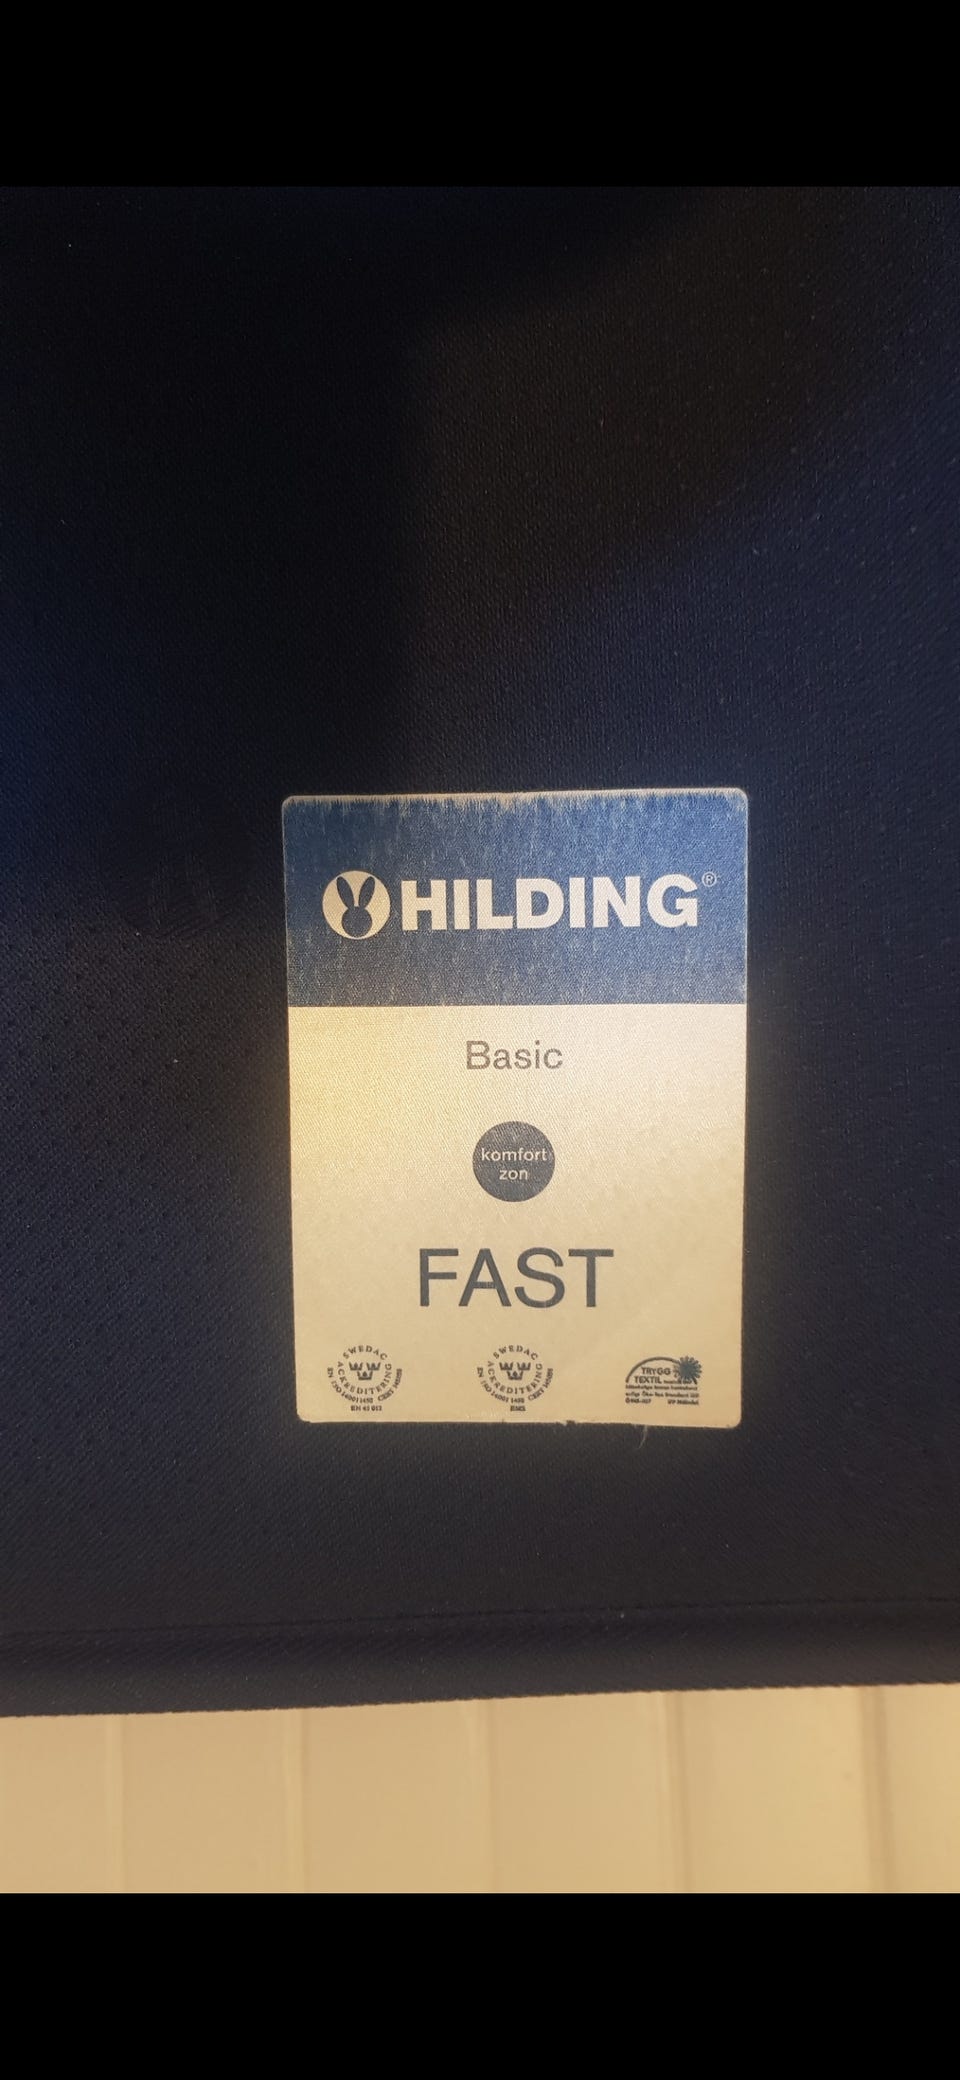 HILDING®
Basic
komfort
zon
FAST
SWEDAC
ACKREDITERING
SWEDAC
ACKREDITERING
TRYGG
TEXTIL